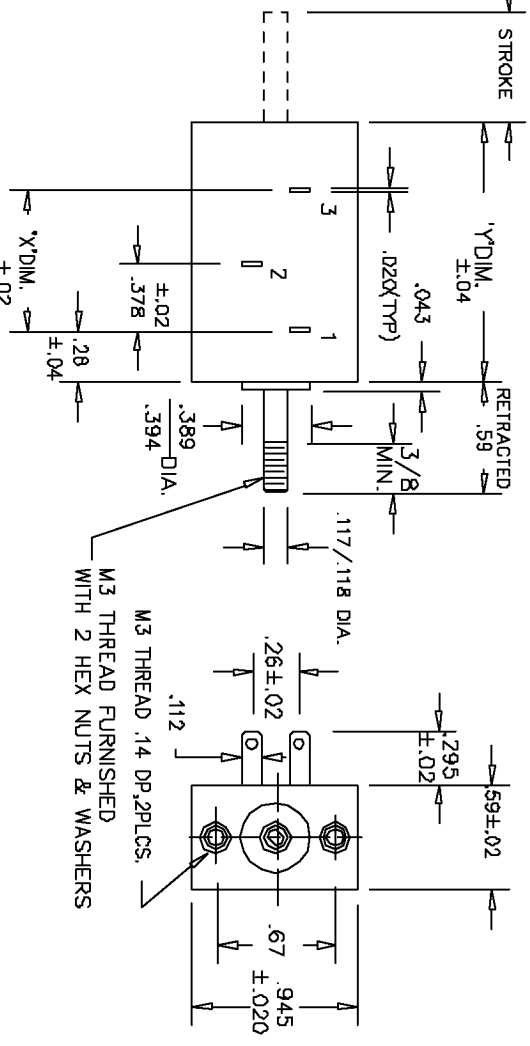 STROKE
"Y"DIM.
±.04
RETRACTED
.59
.043
.020(TYP)
3/8
MIN.
3
2
1
±.02
.378
"X"DIM.
±.02
.28
±.04
.389
.394
DIA.
.117/.118 DIA.
M3 THREAD FURNISHED
WITH 2 HEX NUTS & WASHERS
M3 THREAD .14 DP,2PLCS.
.112
.26±.02
.295
±.02
.59±.02
.67
.945
±.020